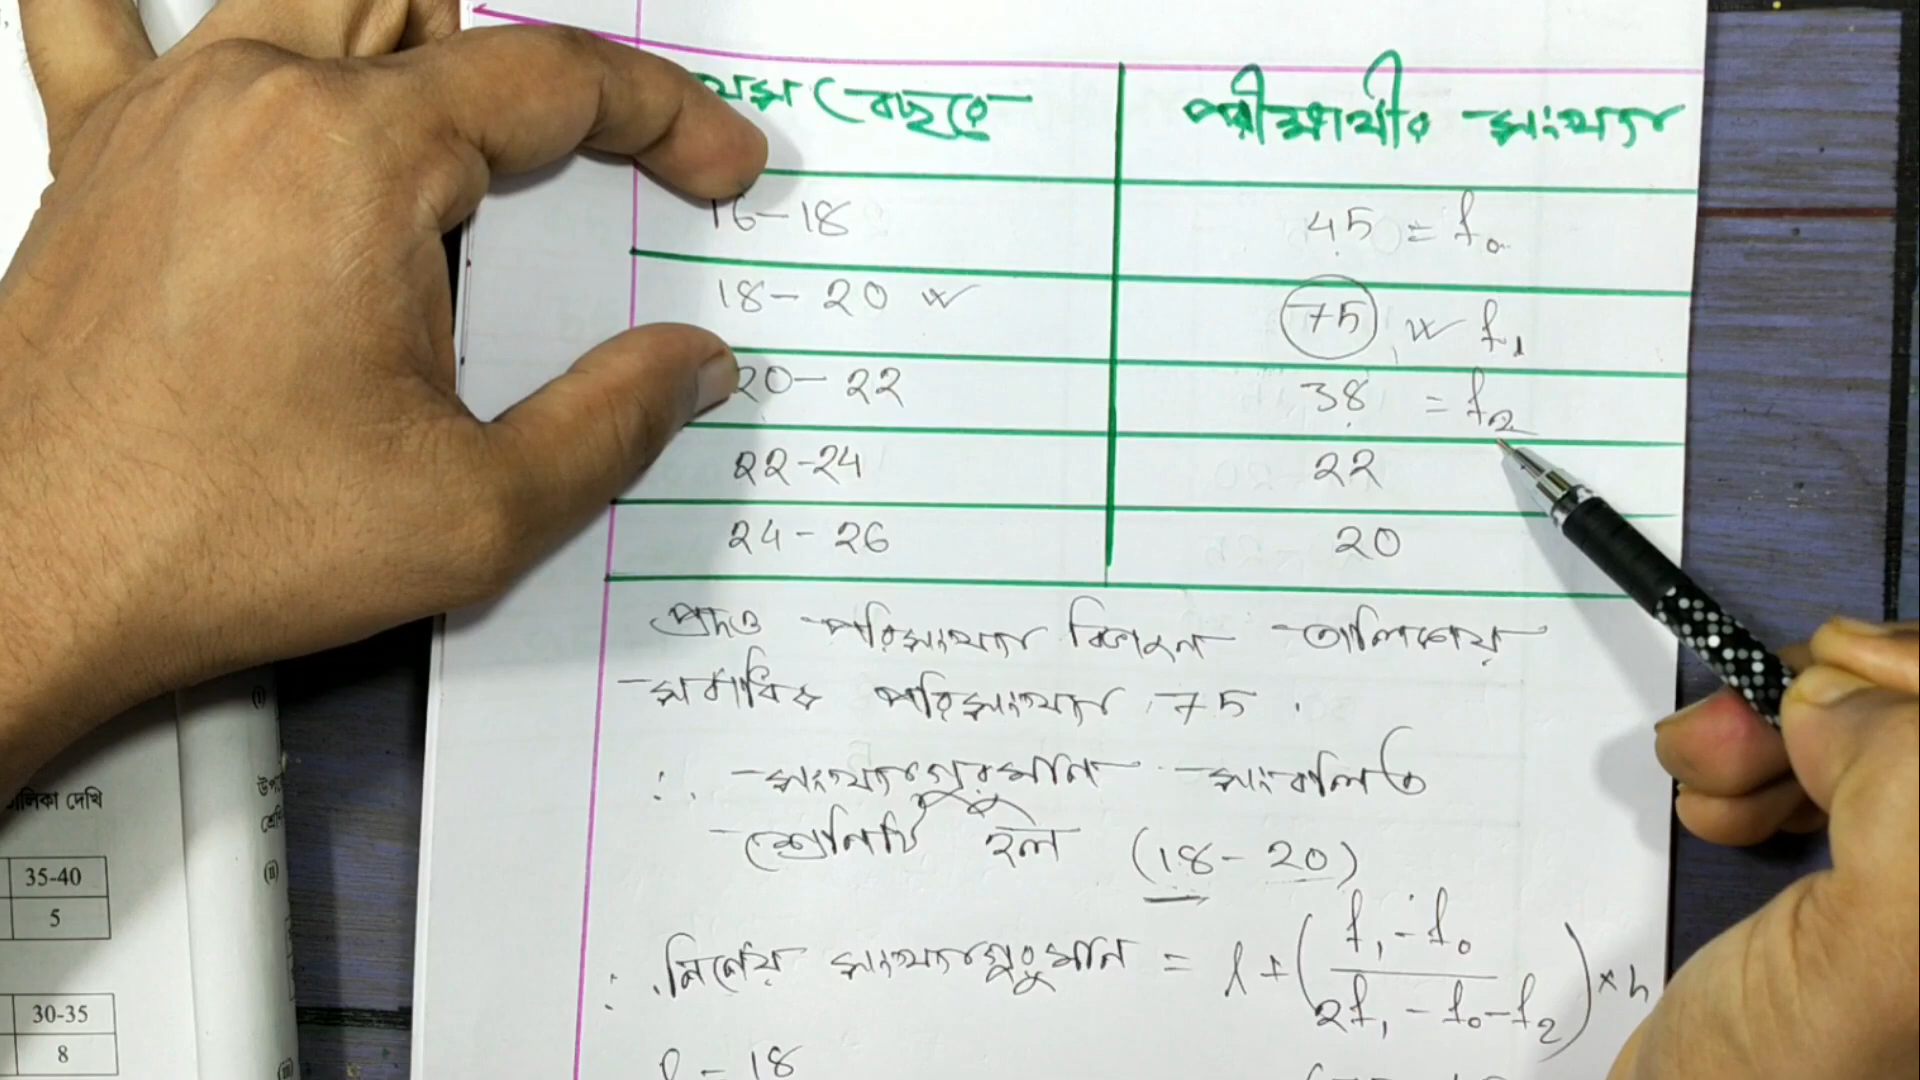 বয়স (বছরে) পরীক্ষার্থীর সংখ্যা
16-18 45 = f₀
18-20 75 f₁
20-22 38 = f₂
22-24 22
24-26 20
প্রদত্ত পরিসংখ্যা বিভাজন তালিকায়
সর্বাধিক পরিসংখ্যা 75.
∴ সংখ্যাগুরুমান সংবলিত
শ্রেণিটি হল (18-20)
∴ নির্ণেয় সংখ্যাগুরুমান = l + (f₁ - f₀ / 2f₁ - f₀ - f₂) × h
l = 18
তালিকা দেখি
35-40
5
30-35
8
(i)
(ii)
(iii)